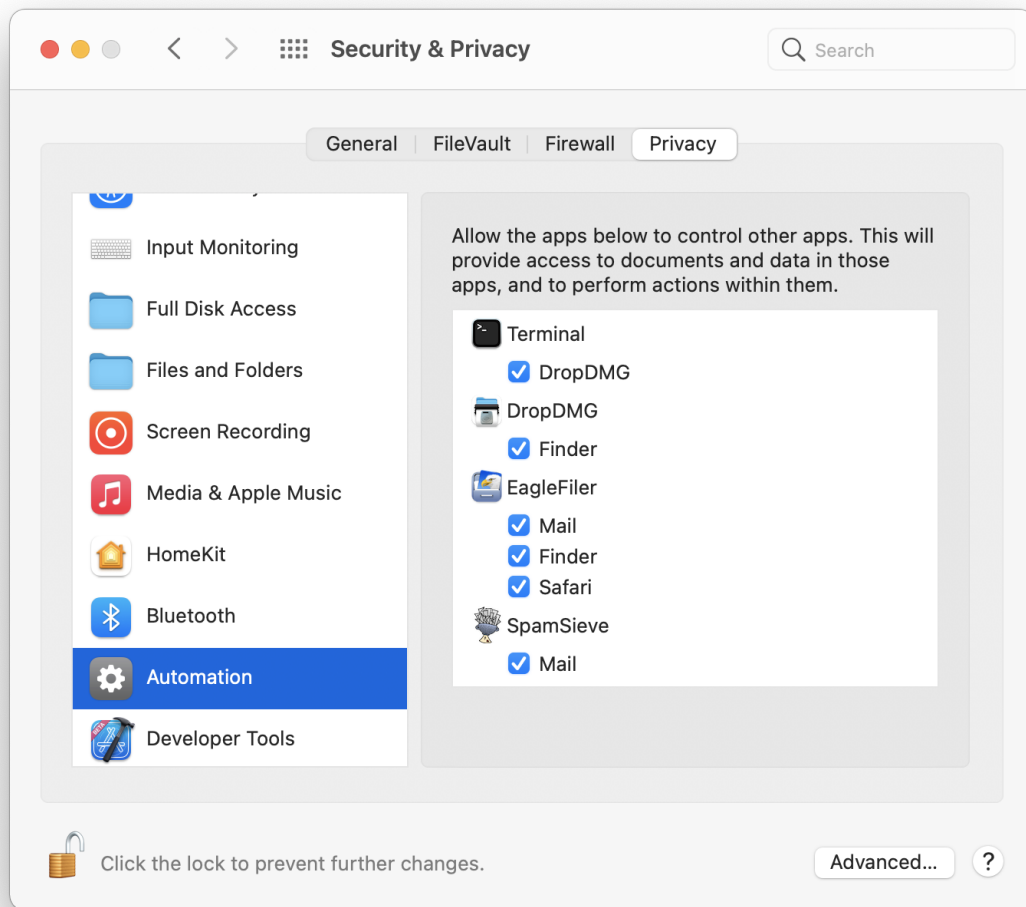 Security & Privacy
Search
General
FileVault
Firewall
Privacy
Input Monitoring
Full Disk Access
Files and Folders
Screen Recording
Media & Apple Music
HomeKit
Bluetooth
Automation
Developer Tools
Allow the apps below to control other apps. This will
provide access to documents and data in those
apps, and to perform actions within them.
Terminal
DropDMG
DropDMG
Finder
EagleFiler
Mail
Finder
Safari
SpamSieve
Mail
Click the lock to prevent further changes.
Advanced...
?